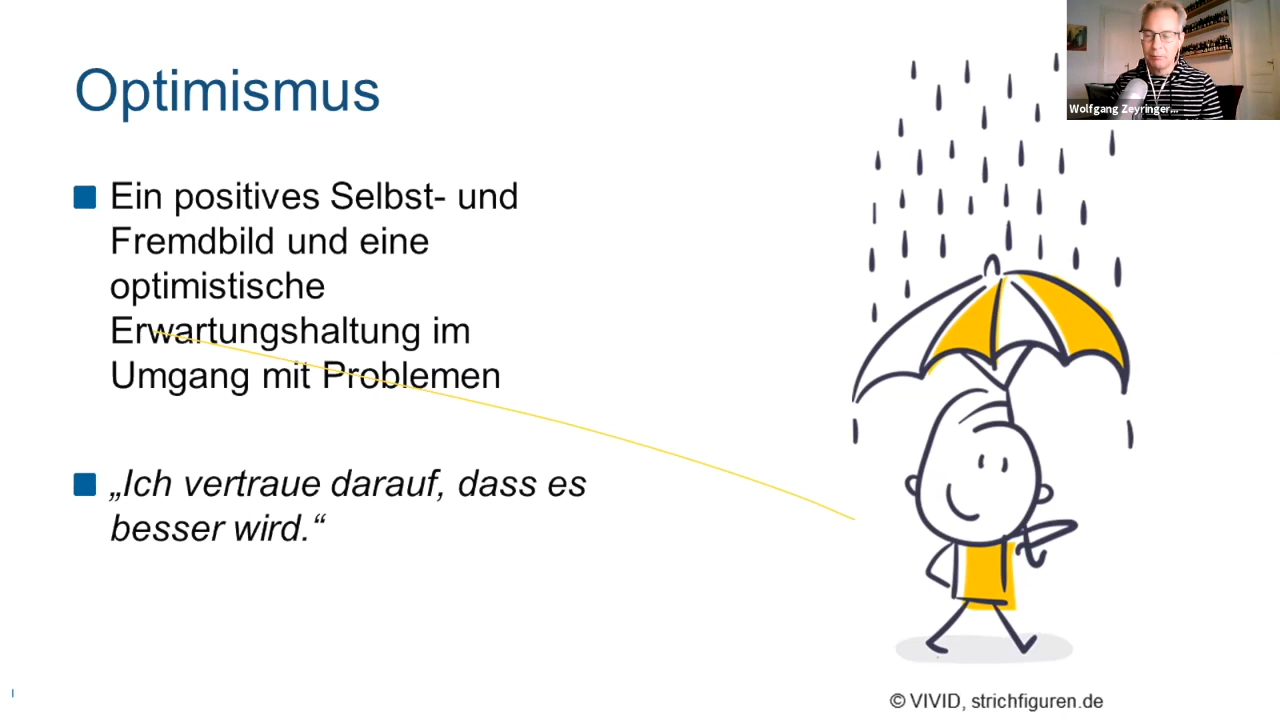 Optimismus
Wolfgang Zeyringer...
Ein positives Selbst- und
Fremdbild und eine
optimistische
Erwartungshaltung im
Umgang mit Problemen
„Ich vertraue darauf, dass es
besser wird.“
© VIVID, strichfiguren.de